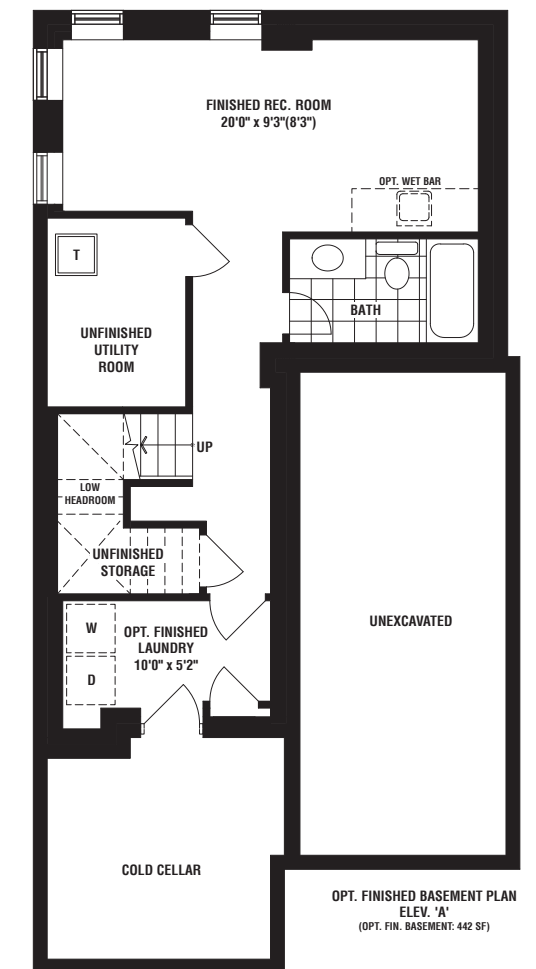 FINISHED REC. ROOM
20'0" x 9'3"(8'3")
OPT. WET BAR
T
BATH
UNFINISHED
UTILITY
ROOM
UP
LOW
HEADROOM
UNFINISHED
STORAGE
UNEXCAVATED
W
OPT. FINISHED
LAUNDRY
10'0" x 5'2"
D
COLD CELLAR
OPT. FINISHED BASEMENT PLAN
ELEV. 'A'
(OPT. FIN. BASEMENT: 442 SF)